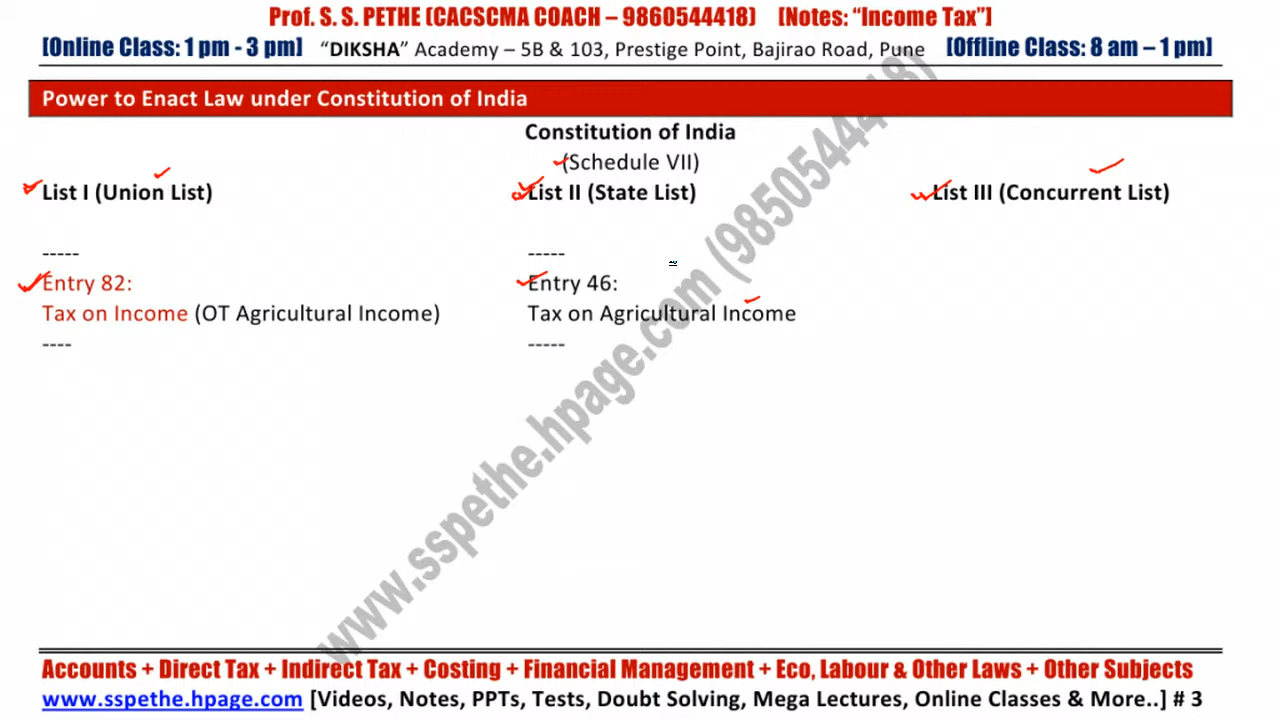 Prof. S. S. PETHE (CACSCMA COACH – 9860544418) [Notes: “Income Tax”]
[Online Class: 1 pm - 3 pm] “DIKSHA” Academy – 5B & 103, Prestige Point, Bajirao Road, Pune [Offline Class: 8 am – 1 pm]
Power to Enact Law under Constitution of India
Constitution of India
(Schedule VII)
List I (Union List) List II (State List) List III (Concurrent List)
----- -----
Entry 82: Entry 46:
Tax on Income (OT Agricultural Income) Tax on Agricultural Income
---- -----
www.sspethe.hpage.com (9850544418)
Accounts + Direct Tax + Indirect Tax + Costing + Financial Management + Eco, Labour & Other Laws + Other Subjects
www.sspethe.hpage.com [Videos, Notes, PPTs, Tests, Doubt Solving, Mega Lectures, Online Classes & More..] # 3